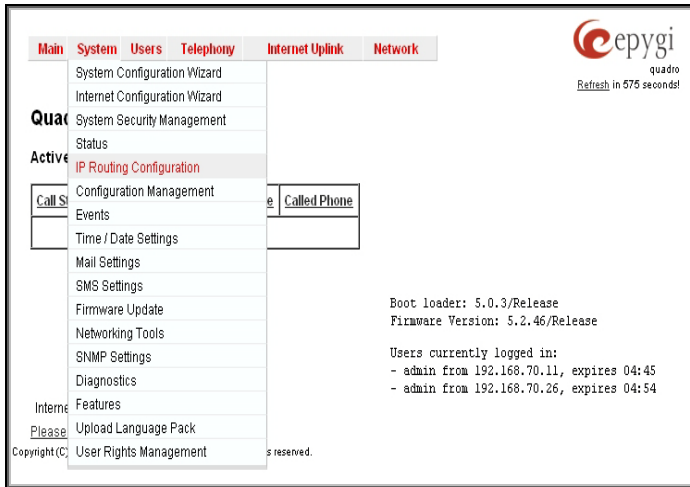 epygi
quadro
Refresh in 575 seconds!
Main System Users Telephony Internet Uplink Network
System Configuration Wizard
Internet Configuration Wizard
System Security Management
Status
IP Routing Configuration
Configuration Management
Events
Time / Date Settings
Mail Settings
SMS Settings
Firmware Update
Networking Tools
SNMP Settings
Diagnostics
Features
Upload Language Pack
User Rights Management
Active
Called Phone
Boot loader: 5.0.3/Release
Firmware Version: 5.2.46/Release
Users currently logged in:
- admin from 192.168.70.11, expires 04:45
- admin from 192.168.70.26, expires 04:54
Interne
Please
Copyright (C) s reserved.